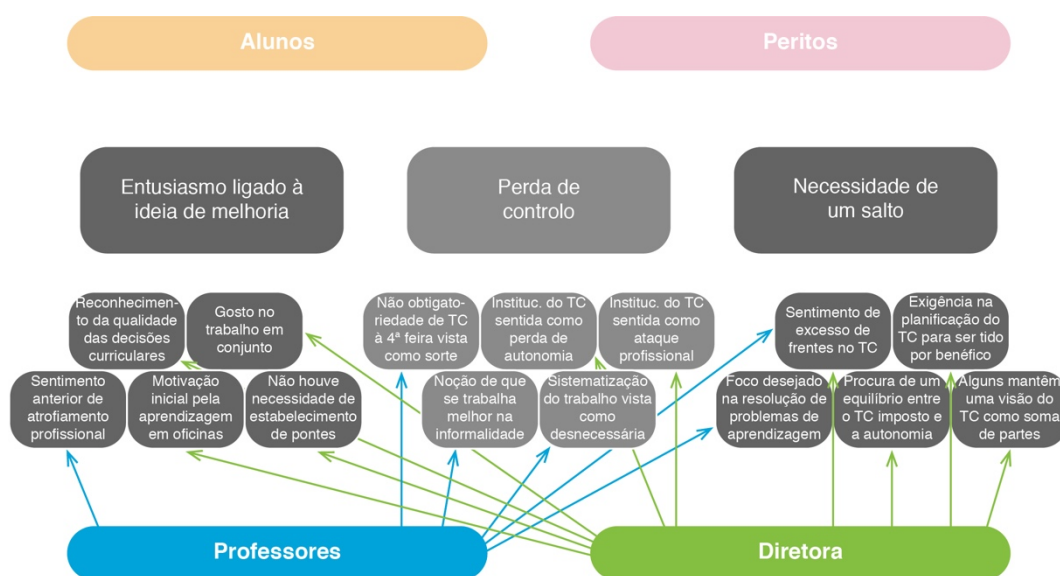 Alunos
Peritos
Entusiasmo ligado à
ideia de melhoria
Perda de
controlo
Necessidade de
um salto
Reconhecimen-
to da qualidade
das decisões
curriculares
Gosto no
trabalho em
conjunto
Não obtigato-
riedade de TC
à 4ª feira vista
como sorte
Instituc. do TC
sentida como
perda de
autonomia
Instituc. do TC
sentida como
ataque
profissional
Sentimento de
excesso de
frentes no TC
Exigência na
planificação do
TC para ser tido
por benéfico
Sentimento
anterior de
atrofiamento
profissional
Motivação
inicial pela
aprendizagem
em oficinas
Não houve
necessidade de
estabelecimento
de pontes
Noção de que
se trabalha
melhor na
informalidade
Sistematização
do trabalho vista
como
desnecessária
Foco desejado
na resolução de
problemas de
aprendizagem
Procura de um
equilíbrio entre
o TC imposto e
a autonomia
Alguns mantêm
uma visão do
TC como soma
de partes
Professores
Diretora